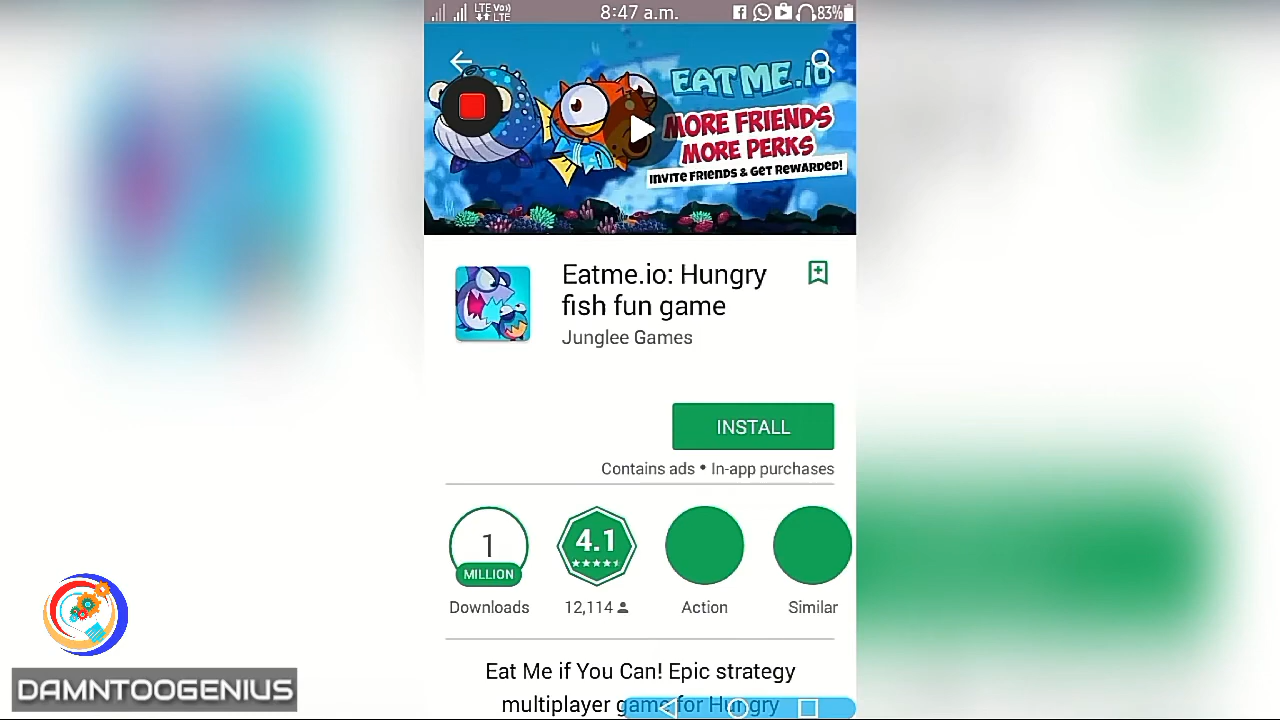 LTE VoLTE 8:47 a.m. 83%
EATME.iO
MORE FRIENDS
MORE PERKS
INVITE FRIENDS & GET REWARDED!
Eatme.io: Hungry
fish fun game
Junglee Games
INSTALL
Contains ads • In-app purchases
1
MILLION
4.1
Downloads
12,114
Action
Similar
Eat Me if You Can! Epic strategy
multiplayer game for Hungry
DAMNTOOGENIUS